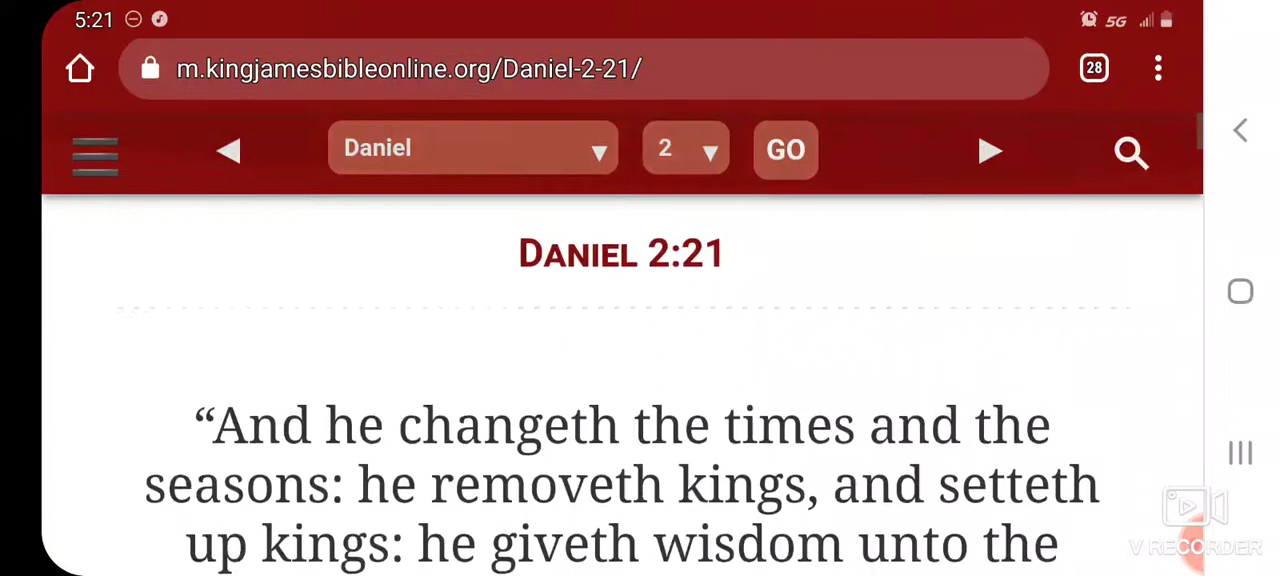 5:21
5G
m.kingjamesbibleonline.org/Daniel-2-21/
28
Daniel
2
GO
DANIEL 2:21
“And he changeth the times and the
seasons: he removeth kings, and setteth
up kings: he giveth wisdom unto the
V RECORDER